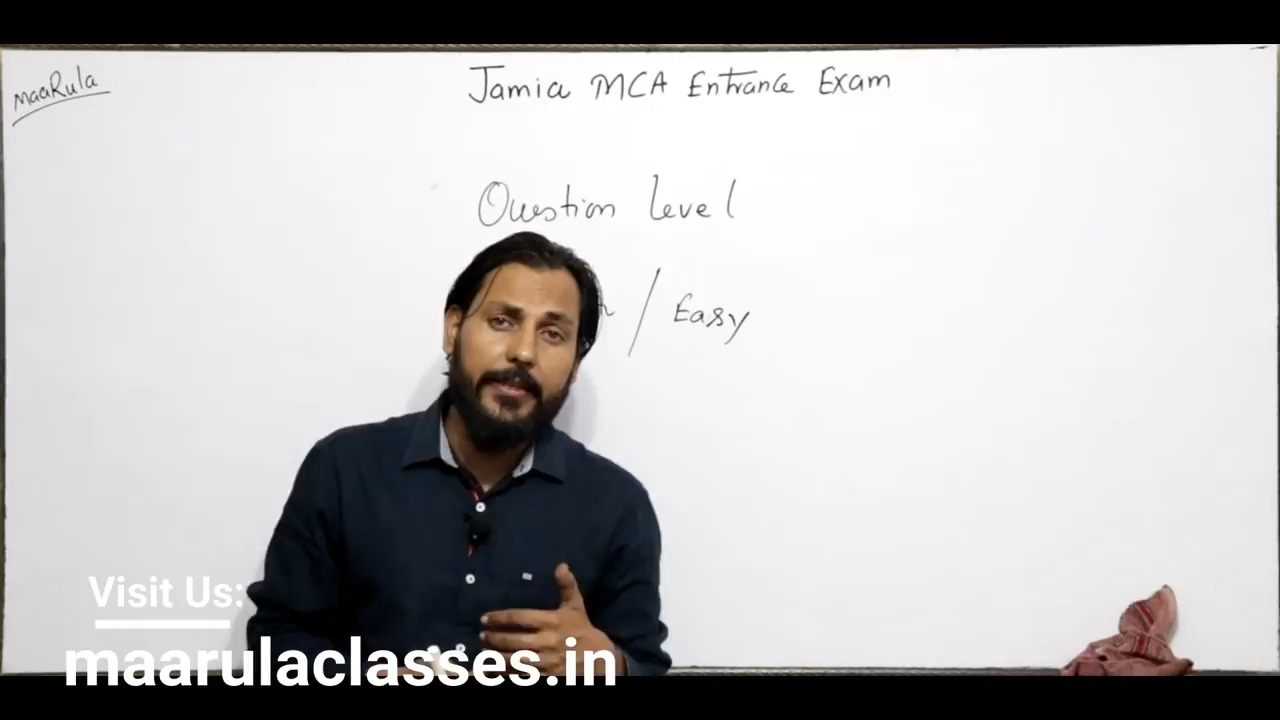 maaRula
Jamia MCA Entrance Exam
Question level
/ Easy
Visit Us:
maarulaclasses.in